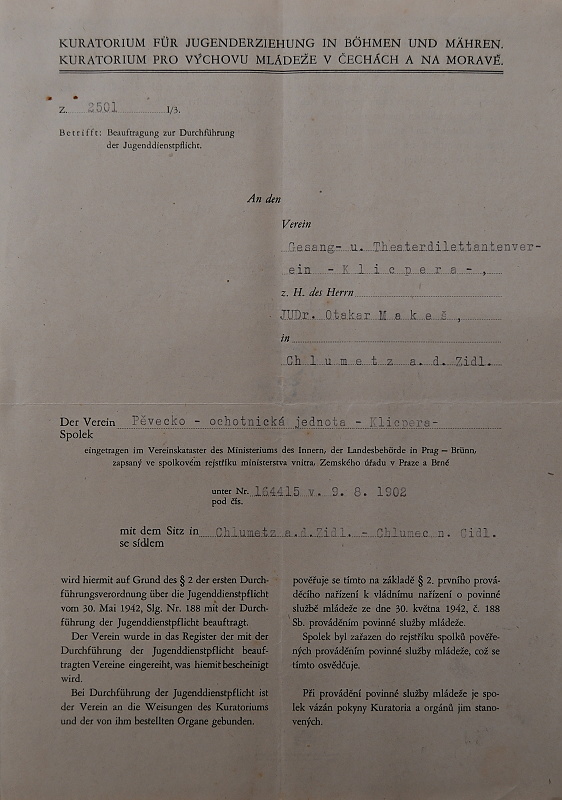 KURATORIUM FÜR JUGENDERZIEHUNG IN BÖHMEN UND MÄHREN.
KURATORIUM PRO VÝCHOVU MLÁDEŽE V ČECHÁCH A NA MORAVĚ.
Z. 2501 I/3.
Betrifft: Beauftragung zur Durchführung
der Jugenddienstpflicht.
An den
Verein
Gesang- u. Theaterdilettantenver-
ein - Klicpera - ,
z. H. des Herrn
JUDr. Otakar Makeš ,
in
Chlumetz a.d. Zidl.
Der Verein Pěvecko - ochotnická jednota - Klicpera-
Spolek
eingetragen im Vereinskataster des Ministeriums des Innern, der Landesbehörde in Prag – Brünn,
zapsaný ve spolkovém rejstříku ministerstva vnitra, Zemského úřadu v Praze a Brně
unter Nr. 164415 v. 9. 8. 1902
pod čís.
mit dem Sitz in Chlumetz a.d.Zidl. - Chlumec n. Cidl.
se sídlem
wird hiermit auf Grund des § 2 der ersten Durch-
führungsverordnung über die Jugenddienstpflicht
vom 30. Mai 1942, Slg. Nr. 188 mit der Durch-
führung der Jugenddienstpflicht beauftragt.
Der Verein wurde in das Register der mit der
Durchführung der Jugenddienstpflicht beauf-
tragten Vereine eingereiht, was hiemit bescheinigt
wird.
Bei Durchführung der Jugenddienstpflicht ist
der Verein an die Weisungen des Kuratoriums
und der von ihm bestellten Organe gebunden.
pověřuje se tímto na základě § 2. prvního prová-
děcího nařízení k vládnímu nařízení o povinné
službě mládeže ze dne 30. května 1942, č. 188
Sb. prováděním povinné služby mládeže.
Spolek byl zařazen do rejstříku spolků pověře-
ných prováděním povinné služby mládeže, což se
tímto osvědčuje.
Při provádění povinné služby mládeže je spo-
lek vázán pokyny Kuratoria a orgánů jím stano-
vených.